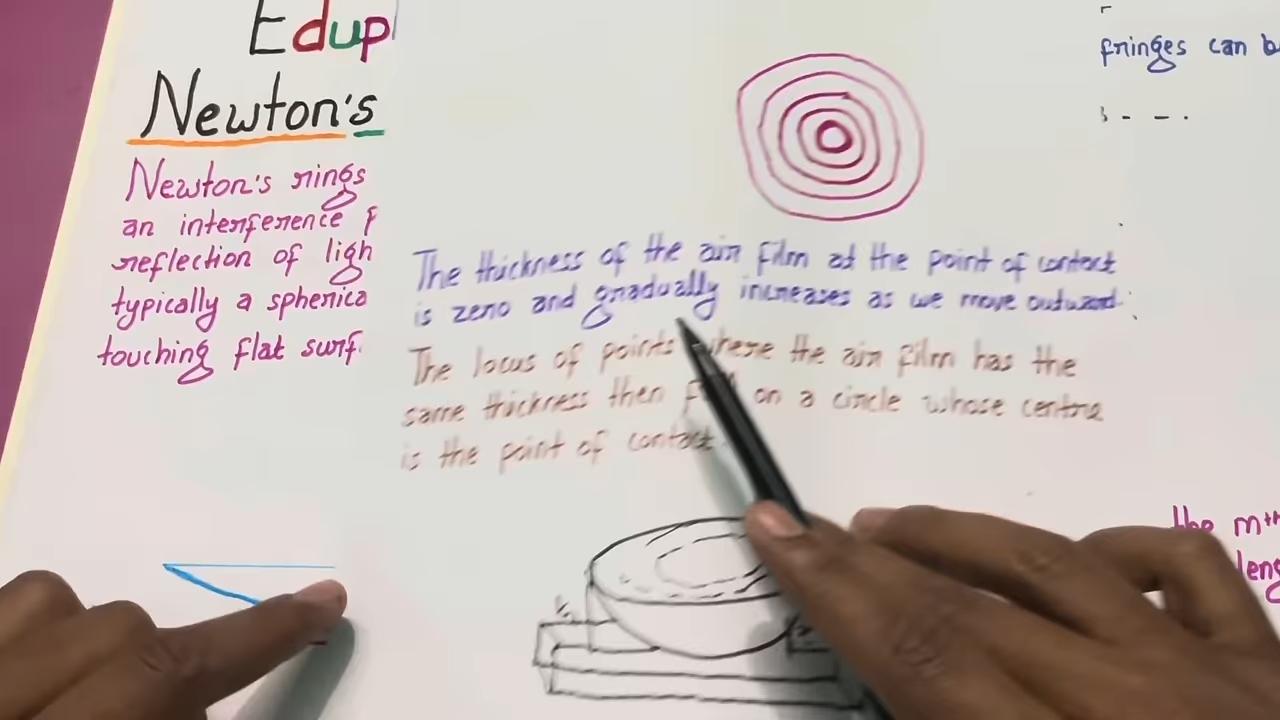 Edup
Newton's
Newton's rings
an interference
reflection of ligh
typically a spherica
touching flat surf.
The thickness of the air film at the point of contact
is zero and gradually increases as we move outward
The locus of points where the air film has the
same thickness then on a circle whose centre
is the point of contact
fringes can b
the mth
leng